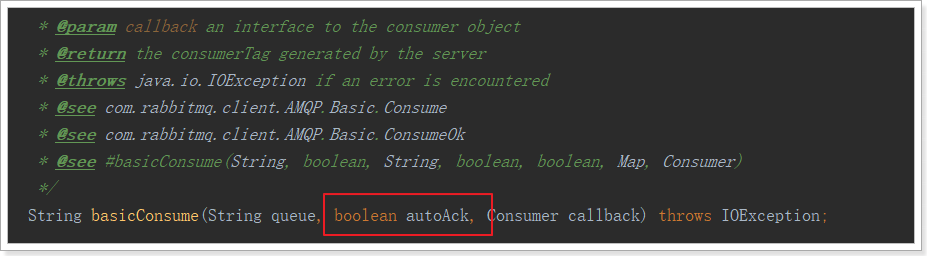 * @param callback an interface to the consumer object
* @return the consumerTag generated by the server
* @throws java.io.IOException if an error is encountered
* @see com.rabbitmq.client.AMQP.Basic.Consume
* @see com.rabbitmq.client.AMQP.Basic.ConsumeOk
* @see #basicConsume(String, boolean, String, boolean, boolean, Map, Consumer)
*/
String basicConsume(String queue, boolean autoAck, Consumer callback) throws IOException;